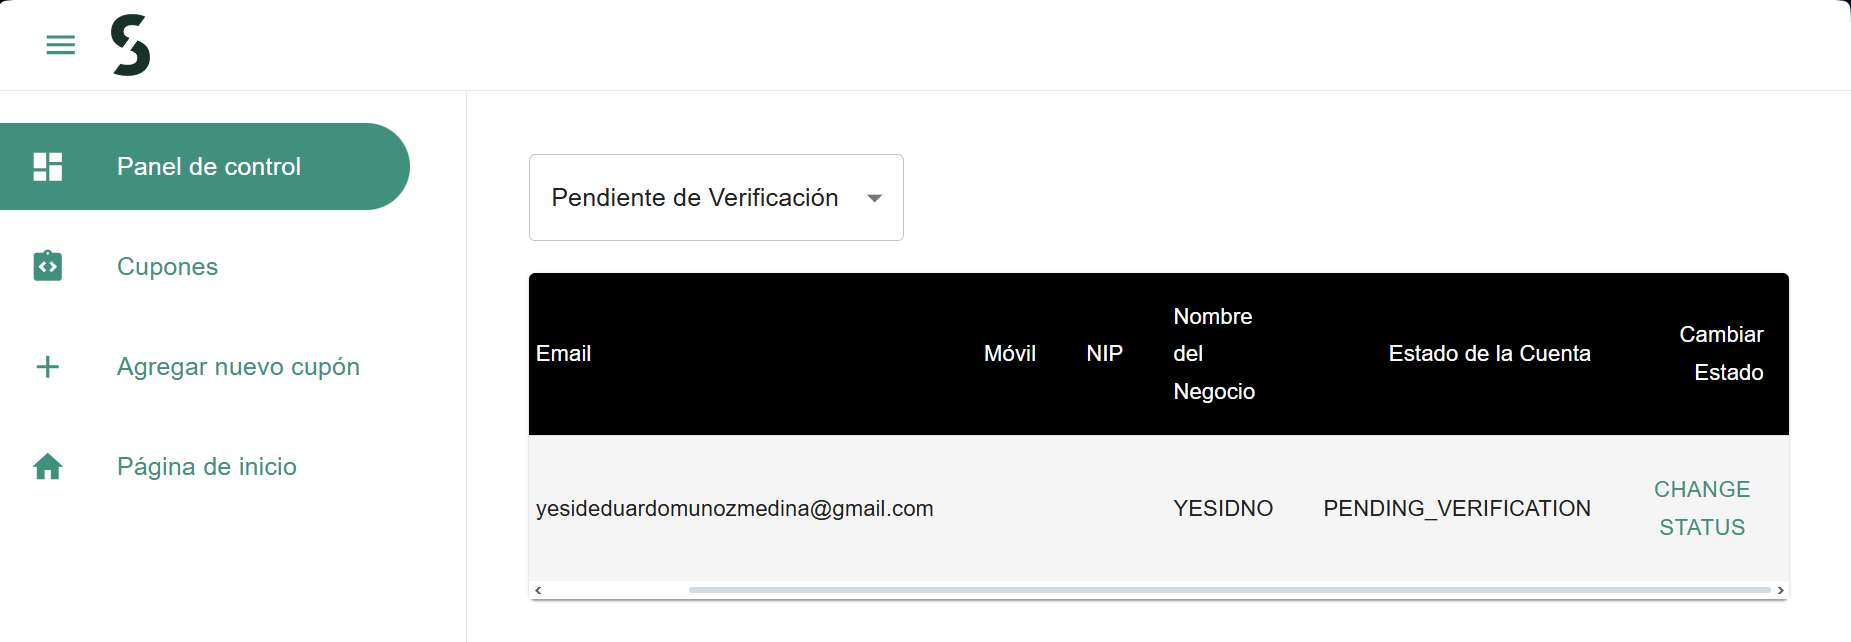 Panel de control
Cupones
Agregar nuevo cupón
Página de inicio
Pendiente de Verificación
Email
Móvil
NIP
Nombre
del
Negocio
Estado de la Cuenta
Cambiar
Estado
yesideduardomunozmedina@gmail.com
YESIDNO
PENDING_VERIFICATION
CHANGE
STATUS